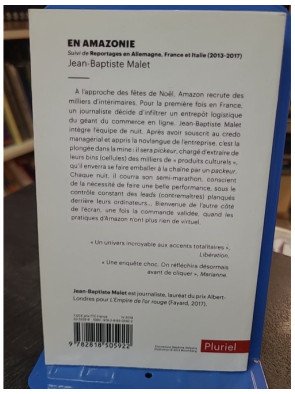 EN AMAZONIE
Suivi de Reportages en Allemagne, France et Italie (2013-2017)
Jean-Baptiste Malet
À l'approche des fêtes de Noël, Amazon recrute des
milliers d'intérimaires. Pour la première fois en France,
un journaliste décide d'infiltrer un entrepôt logistique
du géant du commerce en ligne. Jean-Baptiste Malet
intègre l'équipe de nuit. Après avoir souscrit au credo
managérial et appris la novlangue de l'entreprise, c'est la
plongée dans la mine : il sera pickeur, chargé d'extraire de
leurs bins (cellules) des milliers de « produits culturels »,
qu'il enverra se faire emballer à la chaîne par un packeur.
Chaque nuit, il courra son semi-marathon, conscient
de la nécessité de faire une belle performance, sous le
contrôle constant des leads (contremaîtres) planqués
derrière leurs ordinateurs... Bienvenue de l'autre côté
de l'écran, une fois la commande validée, quand les
pratiques d'Amazon n'ont plus rien de virtuel.
« Un univers incroyable aux accents totalitaires ».
Libération.
« Une enquête choc. On réfléchira désormais
avant de cliquer », Marianne.
Jean-Baptiste Malet est journaliste, lauréat du prix Albert-
Londres pour L'Empire de l'or rouge (Fayard, 2017).
9 782818 505922
Pluriel